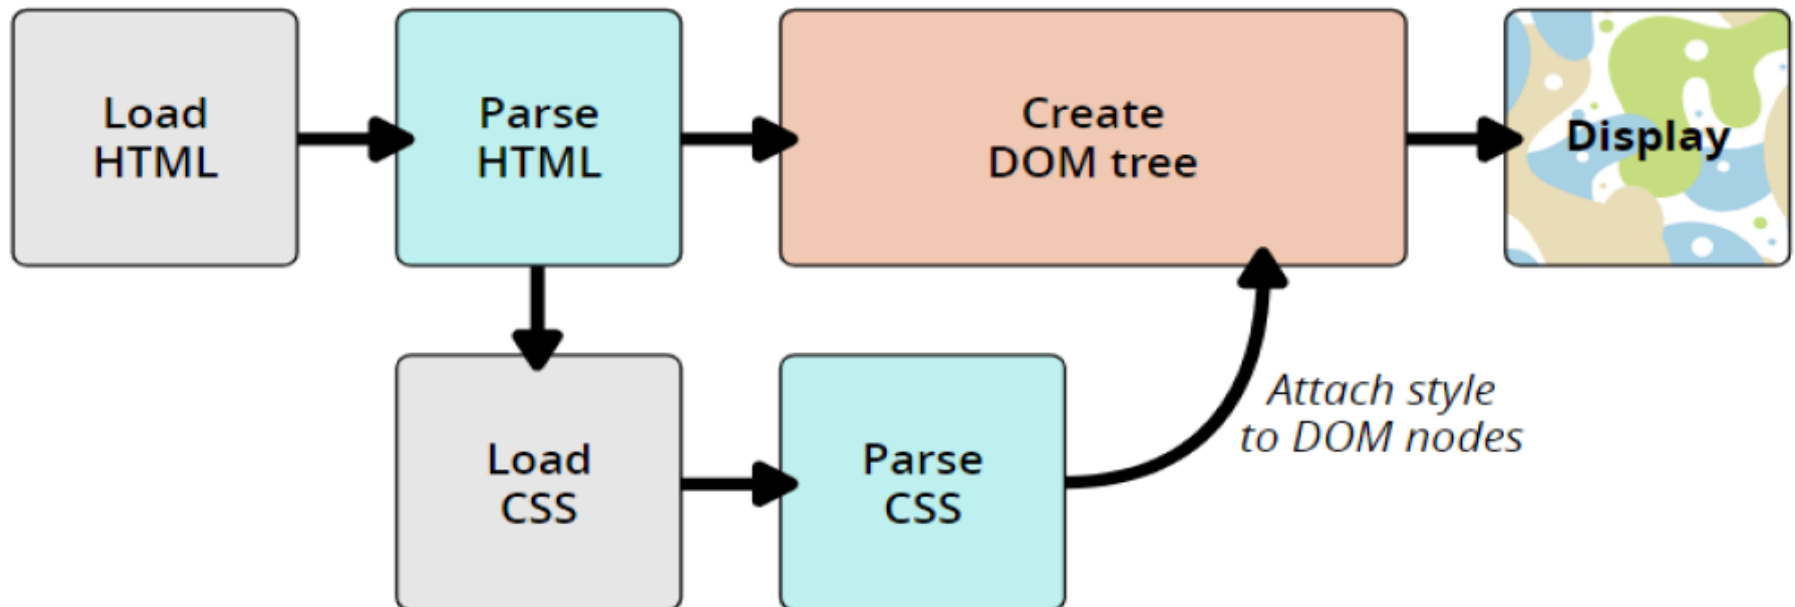 Load
HTML
Parse
HTML
Create
DOM tree
Display
Load
CSS
Parse
CSS
Attach style
to DOM nodes